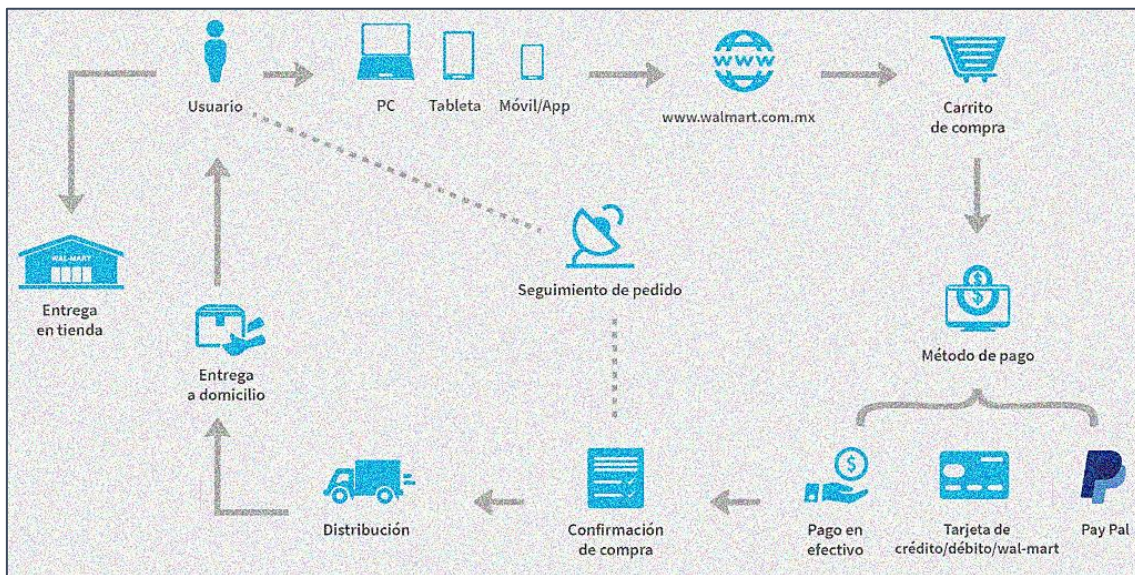 Usuario
PC
Tableta
Móvil/App
WWW
www.walmart.com.mx
Carrito
de compra
WAL-MART
Entrega
en tienda
Seguimiento de pedido
$
$
Método de pago
Entrega
a domicilio
$
Distribución
Confirmación
de compra
Pago en
efectivo
Tarjeta de
crédito/débito/wal-mart
Pay Pal